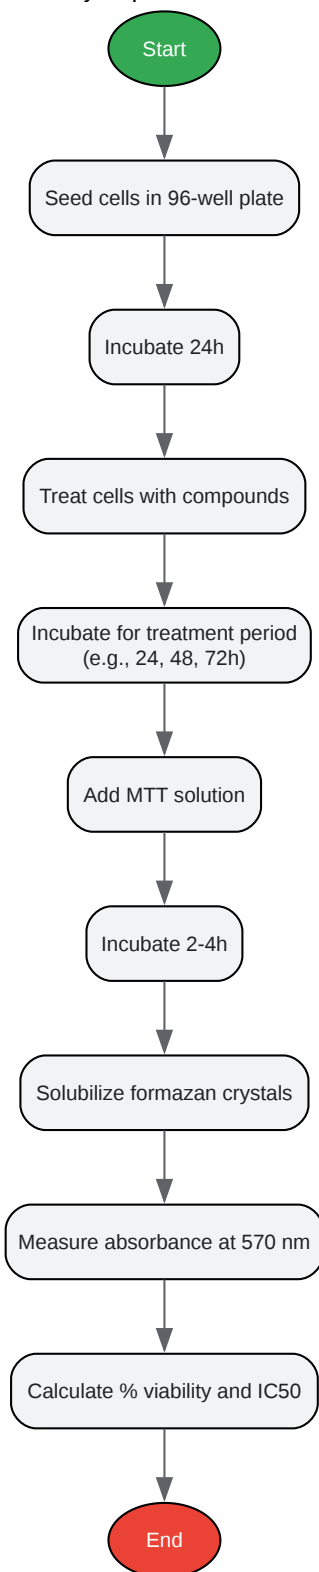 Start
Seed cells in 96-well plate
Incubate 24h
Treat cells with compounds
Incubate for treatment period
(e.g., 24, 48, 72h)
Add MTT solution
Incubate 2-4h
Solubilize formazan crystals
Measure absorbance at 570 nm
Calculate % viability and IC50
End